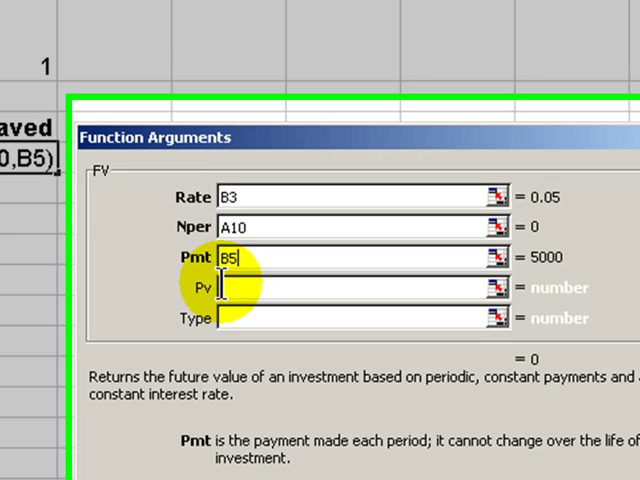 1
aved
0,B5)
Function Arguments
FV
Rate B3 = 0.05
Nper A10 = 0
Pmt B5 = 5000
Pv = number
Type = number
= 0
Returns the future value of an investment based on periodic, constant payments and a
constant interest rate.
Pmt is the payment made each period; it cannot change over the life of
investment.